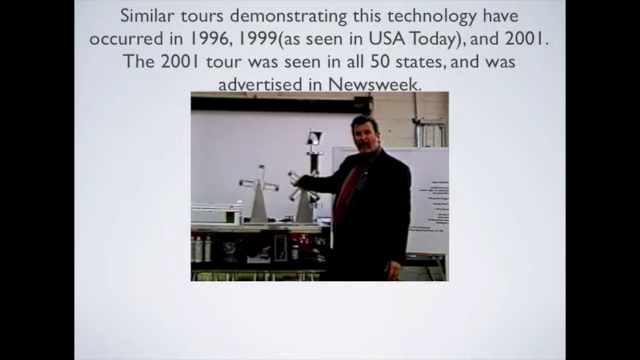 Similar tours demonstrating this technology have
occurred in 1996, 1999(as seen in USA Today), and 2001.
The 2001 tour was seen in all 50 states, and was
advertised in Newsweek.